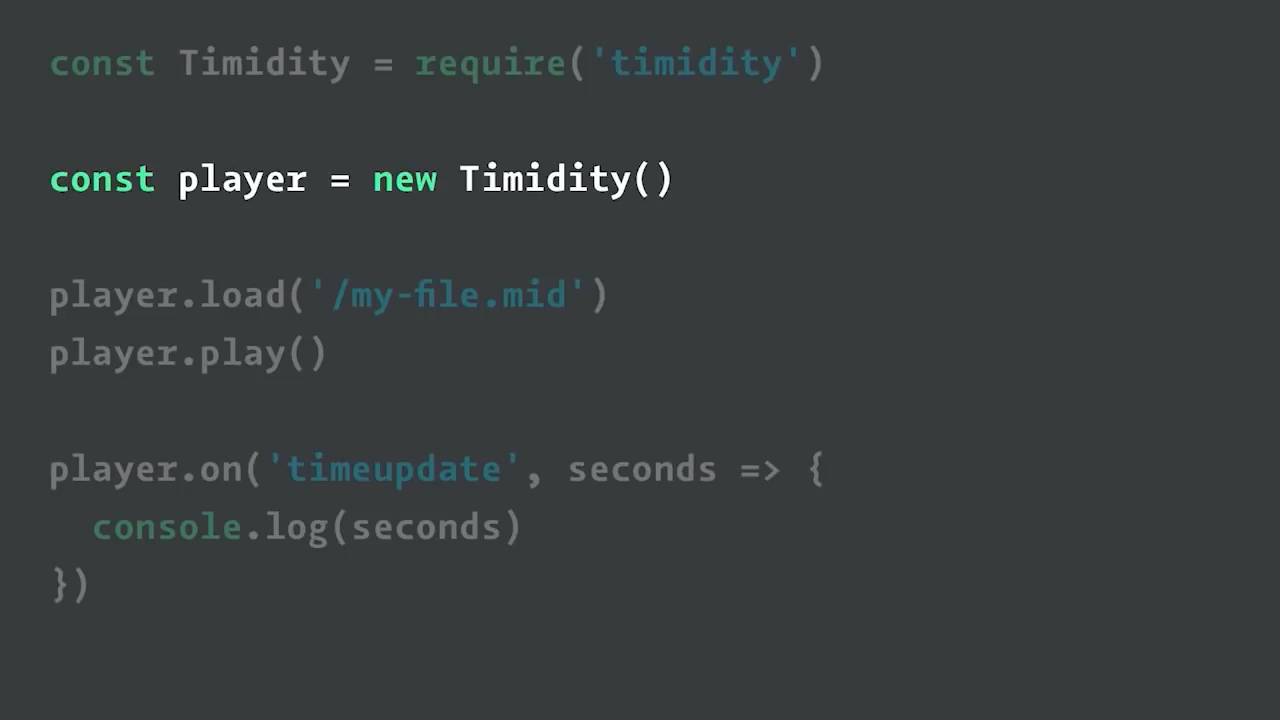 const Timidity = require('timidity')
const player = new Timidity()
player.load('/my-file.mid')
player.play()
player.on('timeupdate', seconds => {
  console.log(seconds)
})